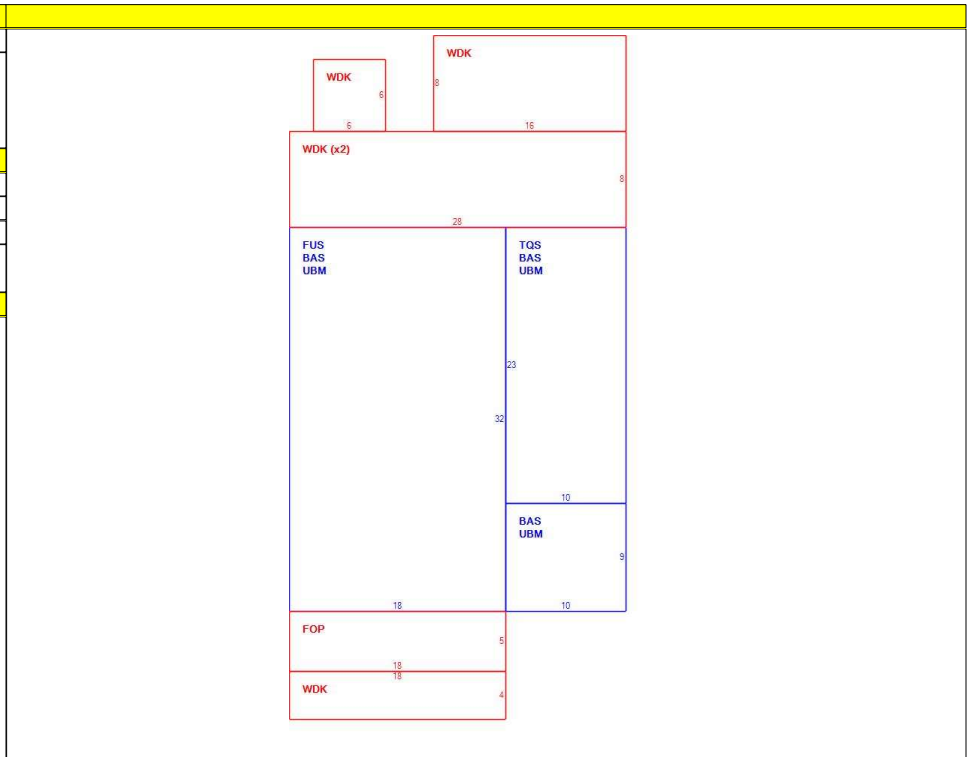 WDK
8
16
WDK
6
6
WDK (x2)
8
28
FUS
BAS
UBM
32
18
TQS
BAS
UBM
23
10
BAS
UBM
9
10
FOP
5
18
18
WDK
4